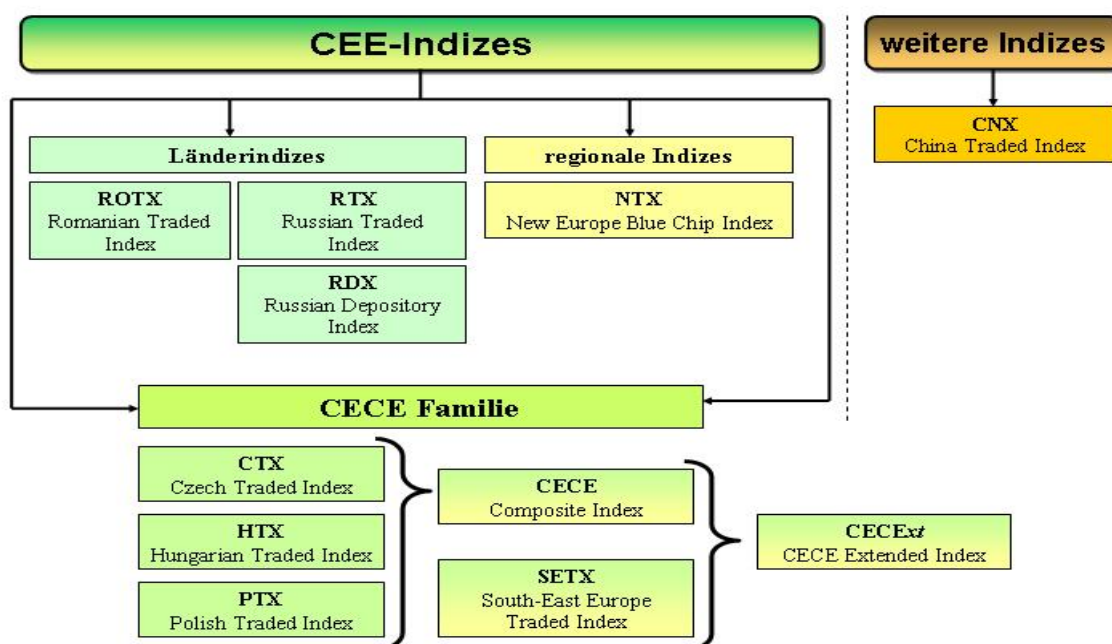 CEE-Indizes
weitere Indizes
CNX
China Traded Index
Länderindizes
regionale Indizes
ROTX
Romanian Traded
Index
RTX
Russian Traded
Index
NTX
New Europe Blue Chip Index
RDX
Russian Depository
Index
CECE Familie
CTX
Czech Traded Index
HTX
Hungarian Traded Index
PTX
Polish Traded Index
CECE
Composite Index
SETX
South-East Europe
Traded Index
CECExt
CECE Extended Index